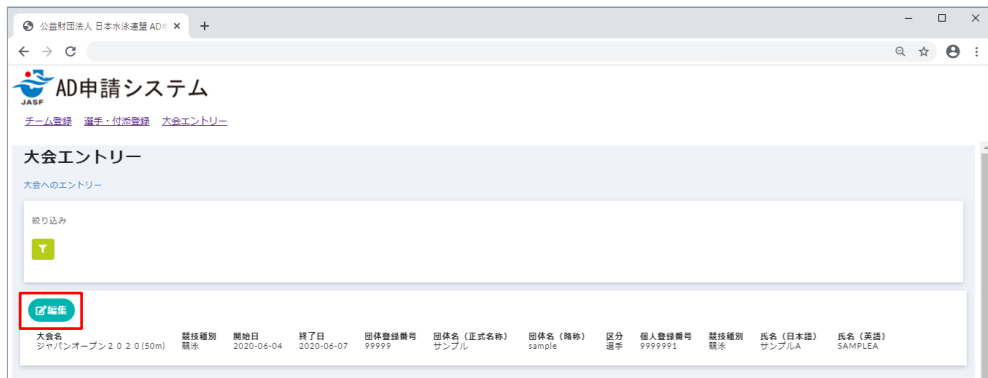 公益財団法人 日本水泳連盟 AD
JASF
AD申請システム
チーム登録 選手・付添登録 大会エントリー
大会エントリー
大会へのエントリー
絞り込み
編集
大会名 競技種別 開始日 終了日 団体登録番号 団体名（正式名称） 団体名（略称） 区分 個人登録番号 競技種別 氏名（日本語） 氏名（英語）
ジャパンオープン２０２０(50m) 競泳 2020-06-04 2020-06-07 99999 サンプル sample 選手 9999991 競泳 サンプルA SAMPLEA